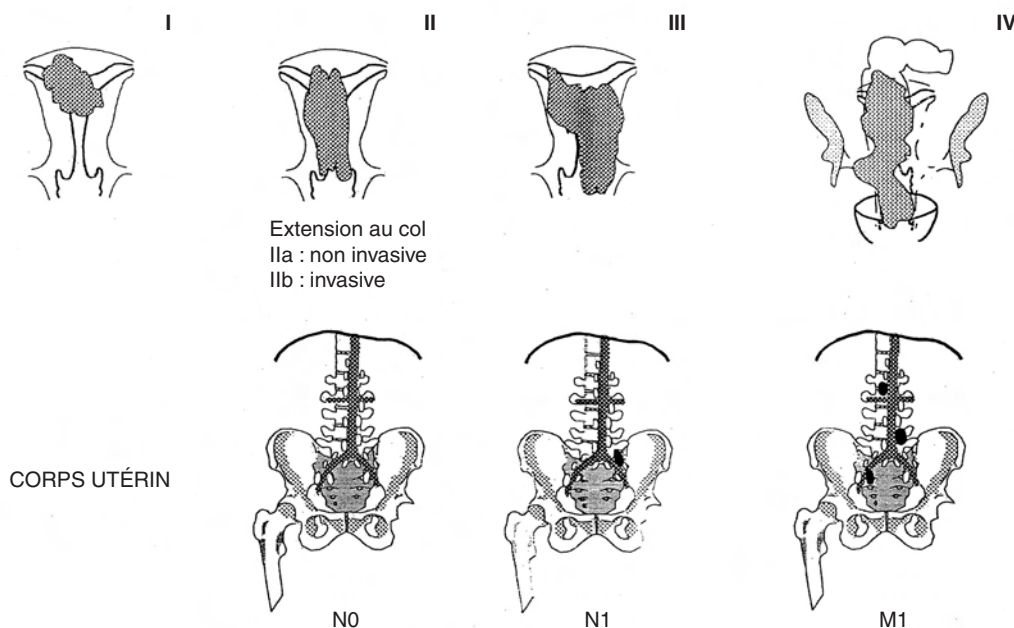 I
II
III
IV
Extension au col
IIa : non invasive
IIb : invasive
CORPS UTÉRIN
N0
N1
M1